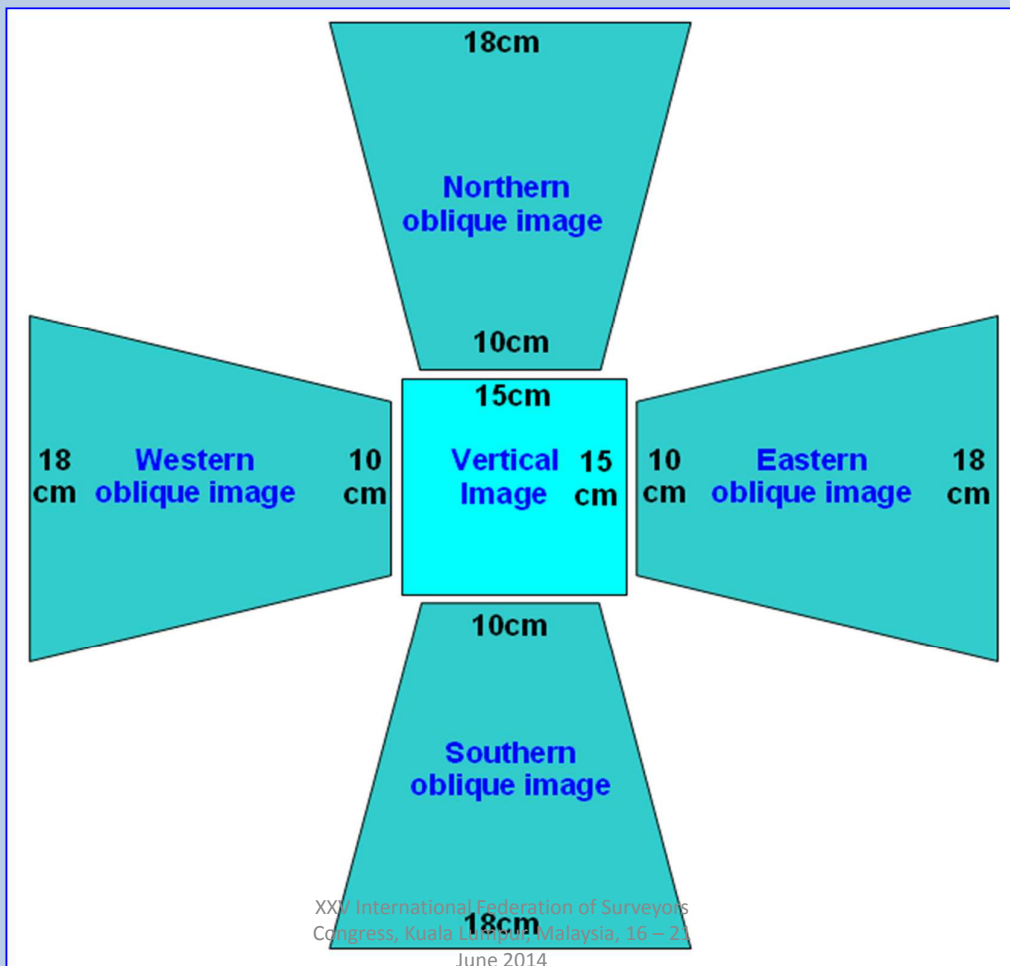 18cm
Northern
oblique image
10cm
15cm
18
cm
Western
oblique image
10
cm
Vertical
Image
15
cm
10
cm
Eastern
oblique image
18
cm
10cm
Southern
oblique image
18cm
XXV International Federation of Surveyors
Congress, Kuala Lumpur, Malaysia, 16 – 21
June 2014